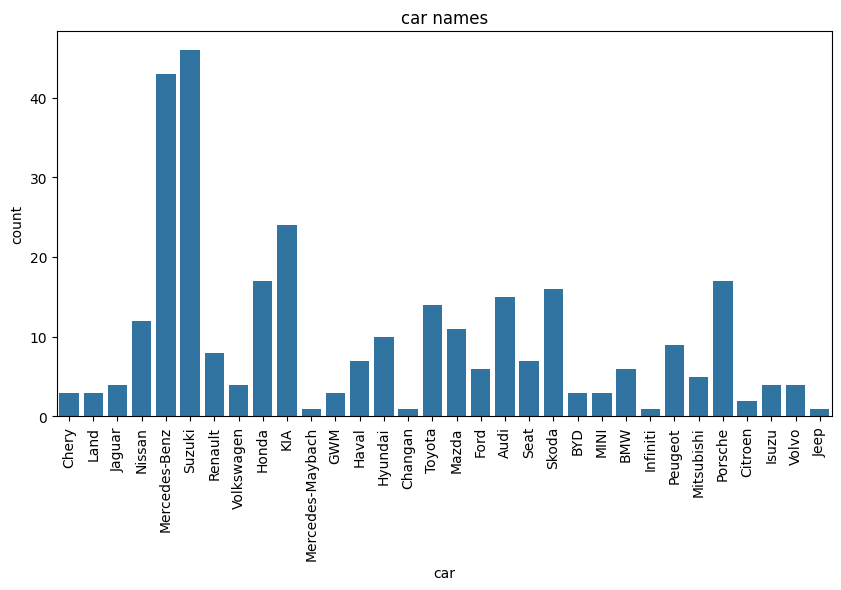 car names
count
40
30
20
10
0
Chery
Land
Jaguar
Nissan
Mercedes-Benz
Suzuki
Renault
Volkswagen
Honda
KIA
Mercedes-Maybach
GWM
Haval
Hyundai
Changan
Toyota
Mazda
Ford
Audi
Seat
Skoda
BYD
MINI
BMW
Infiniti
Peugeot
Mitsubishi
Porsche
Citroen
Isuzu
Volvo
Jeep
car